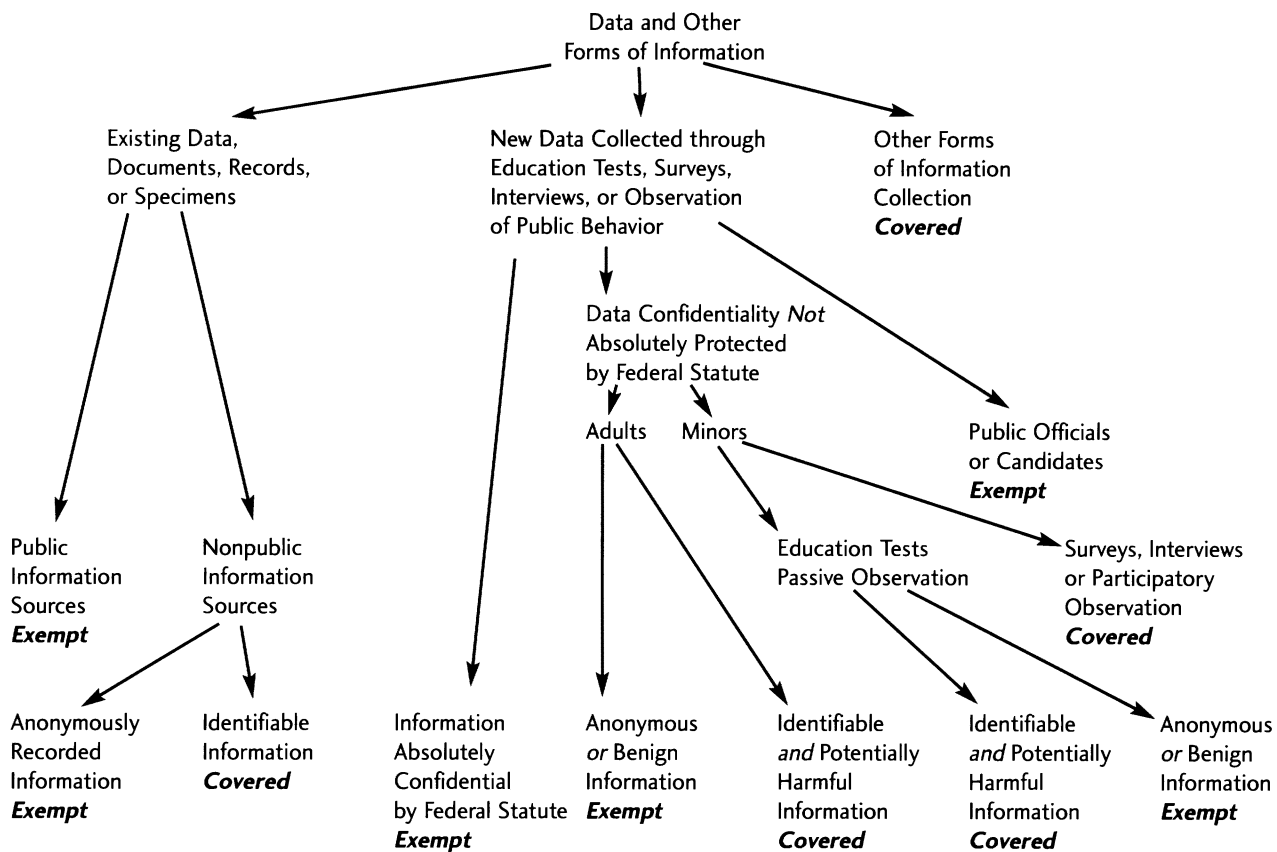 Data and Other
Forms of Information
Existing Data,
Documents, Records,
or Specimens
New Data Collected through
Education Tests, Surveys,
Interviews, or Observation
of Public Behavior
Other Forms
of Information
Collection
Covered
Data Confidentiality Not
Absolutely Protected
by Federal Statute
Adults
Minors
Public Officials
or Candidates
Exempt
Public
Information
Sources
Exempt
Nonpublic
Information
Sources
Education Tests
Passive Observation
Surveys, Interviews
or Participatory
Observation
Covered
Anonymously
Recorded
Information
Exempt
Identifiable
Information
Covered
Information
Absolutely
Confidential
by Federal Statute
Exempt
Anonymous
or Benign
Information
Exempt
Identifiable
and Potentially
Harmful
Information
Covered
Identifiable
and Potentially
Harmful
Information
Covered
Anonymous
or Benign
Information
Exempt